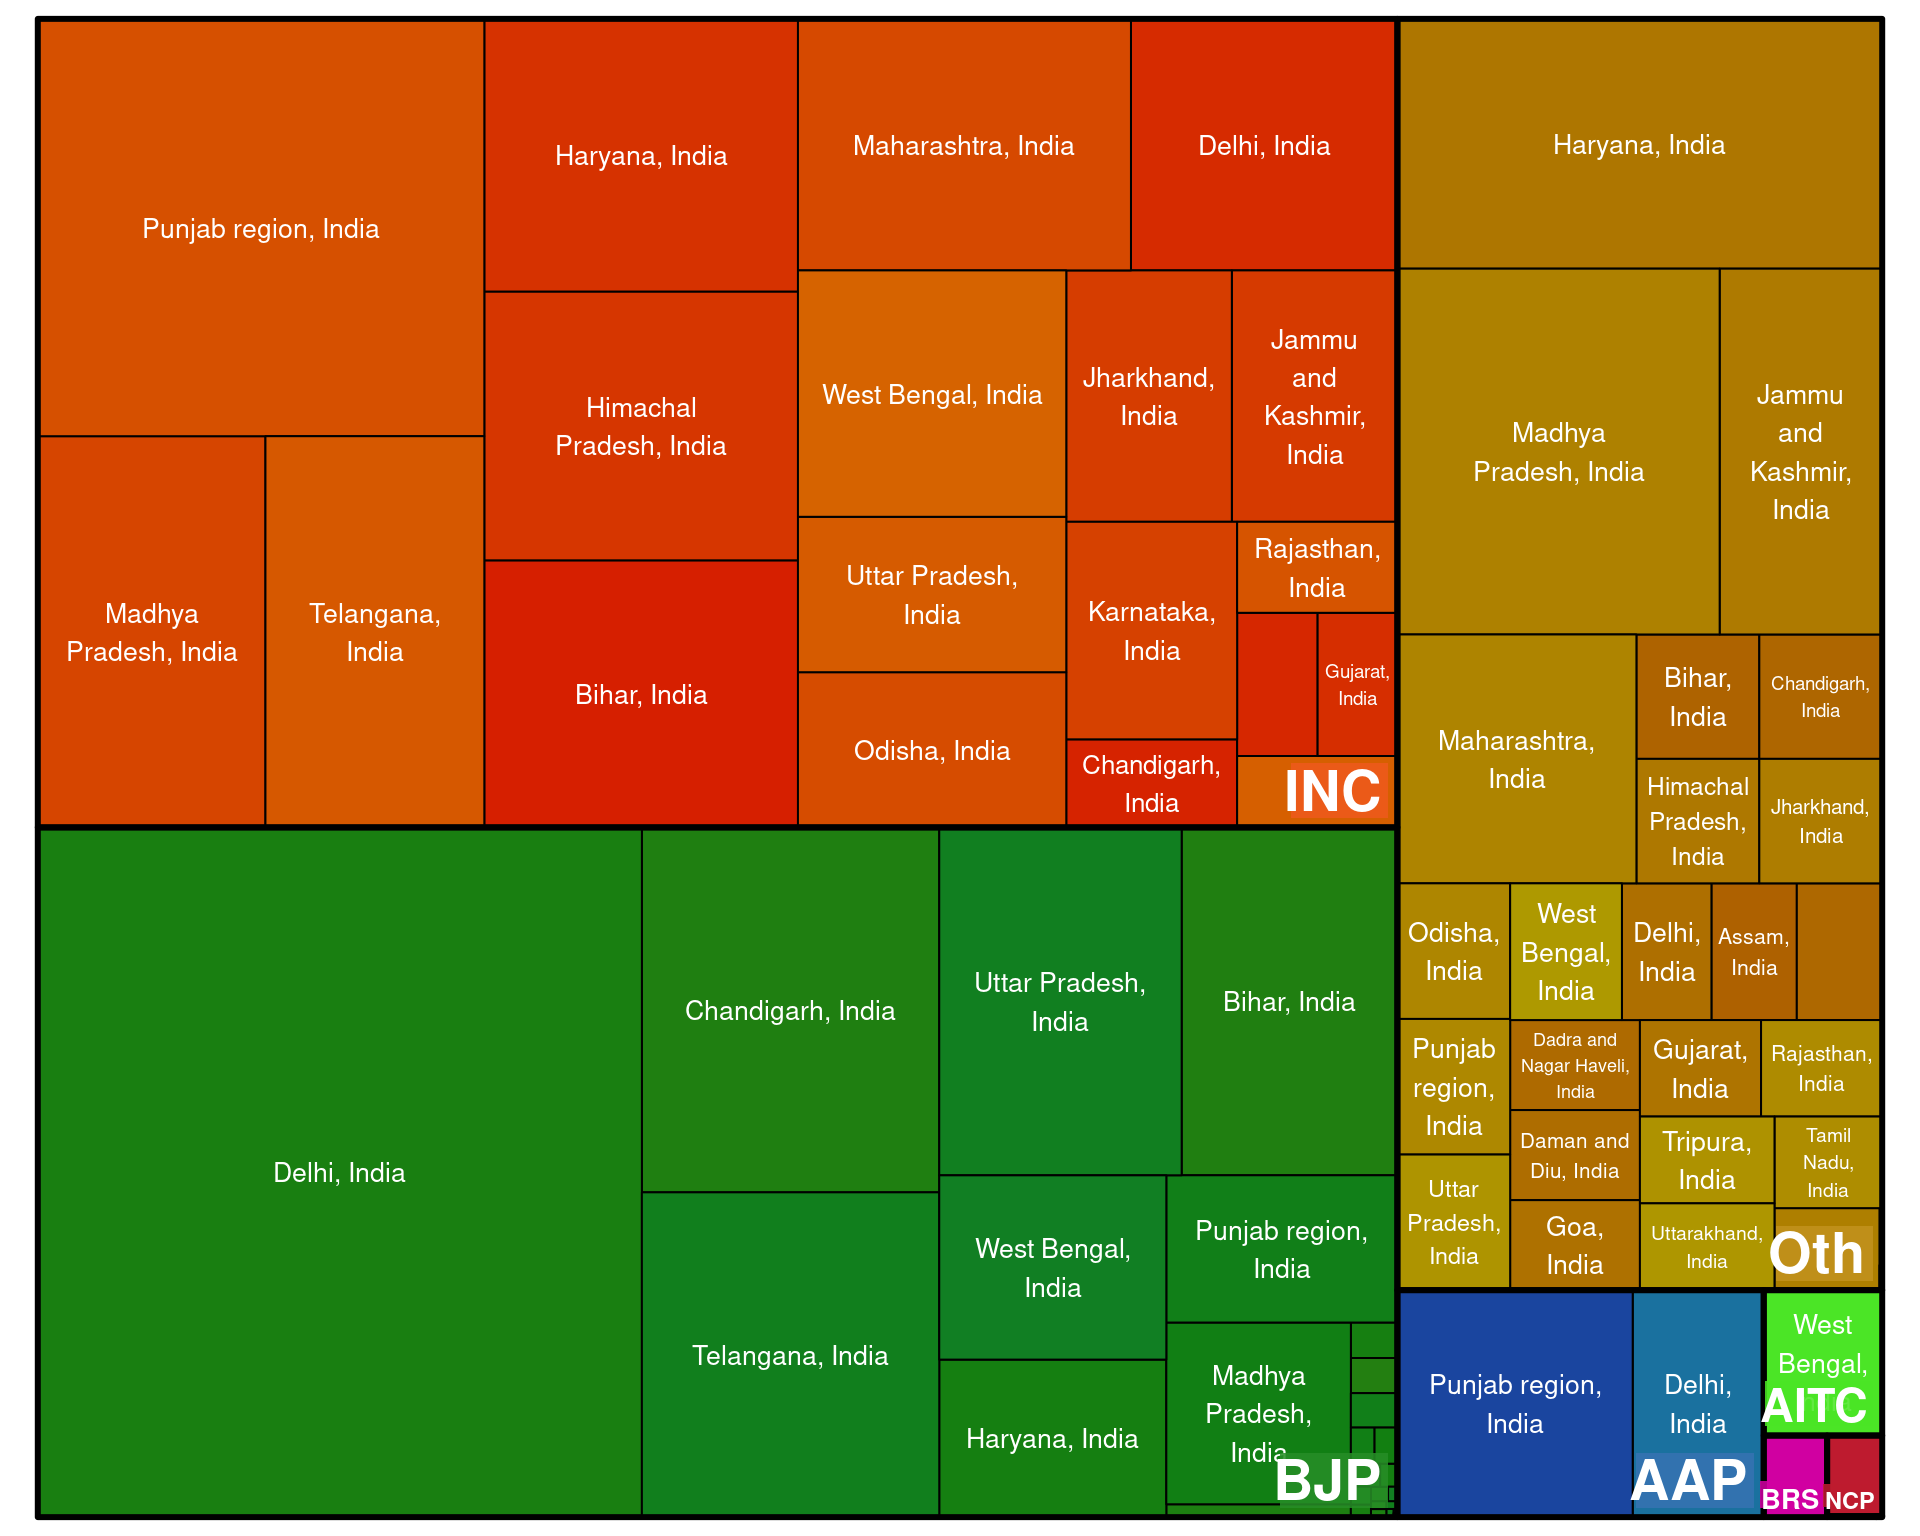 Punjab region, India
Haryana, India
Maharashtra, India
Delhi, India
Himachal
Pradesh, India
West Bengal, India
Jharkhand,
India
Jammu
and
Kashmir,
India
Madhya
Pradesh, India
Telangana,
India
Bihar, India
Uttar Pradesh,
India
Odisha, India
Karnataka,
India
Rajasthan,
India
Gujarat,
India
Chandigarh,
India
INC
Haryana, India
Madhya
Pradesh, India
Jammu
and
Kashmir,
India
Maharashtra,
India
Bihar,
India
Chandigarh,
India
Himachal
Pradesh,
India
Jharkhand,
India
Odisha,
India
West
Bengal,
India
Delhi,
India
Assam,
India
Punjab
region,
India
Dadra and
Nagar Haveli,
India
Gujarat,
India
Rajasthan,
India
Daman and
Diu, India
Tripura,
India
Tamil
Nadu,
India
Uttar
Pradesh,
India
Goa,
India
Uttarakhand,
India
Oth
Delhi, India
Chandigarh, India
Uttar Pradesh,
India
Bihar, India
Telangana, India
West Bengal,
India
Punjab region,
India
Haryana, India
Madhya
Pradesh,
India
BJP
Punjab region,
India
Delhi,
India
AAP
West
Bengal,
AITC
BRS
NCP